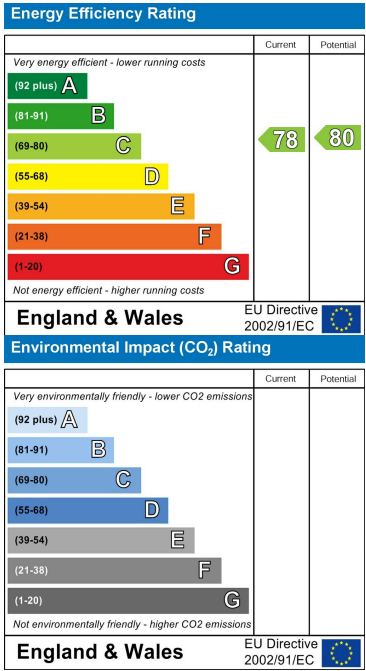 Energy Efficiency Rating
Current Potential
Very energy efficient - lower running costs
(92 plus) A
(81-91) B
(69-80) C 78 80
(55-68) D
(39-54) E
(21-38) F
(1-20) G
Not energy efficient - higher running costs
England & Wales EU Directive 2002/91/EC
Environmental Impact (CO₂) Rating
Current Potential
Very environmentally friendly - lower CO2 emissions
(92 plus) A
(81-91) B
(69-80) C
(55-68) D
(39-54) E
(21-38) F
(1-20) G
Not environmentally friendly - higher CO2 emissions
England & Wales EU Directive 2002/91/EC